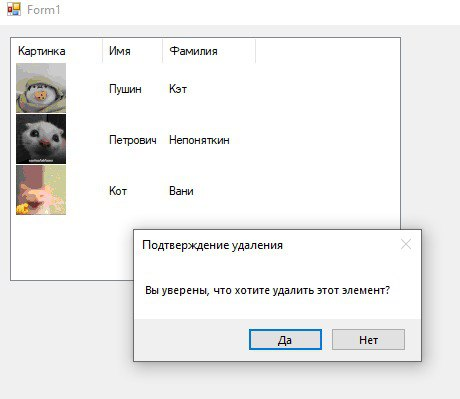 Form1
Картинка Имя Фамилия
Пушин Кэт
Петрович Непоняткин
Кот Вани
Подтверждение удаления
Вы уверены, что хотите удалить этот элемент?
Да Нет